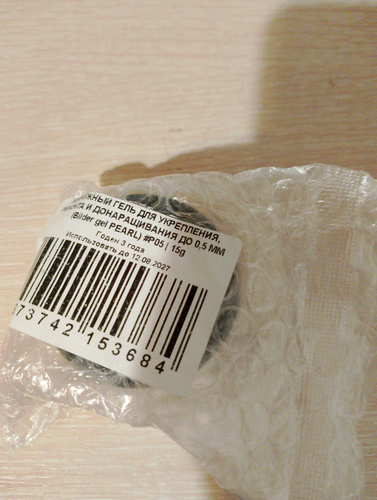 ГЕЛЬ ДЛЯ УКРЕПЛЕНИЯ,
И ДОНАРАЩИВАНИЯ ДО 0,5 ММ
(Bilder gel PEARL) #P05 | 15g
Годен 3 года
Использовать до 12.08.2027
73742 153684